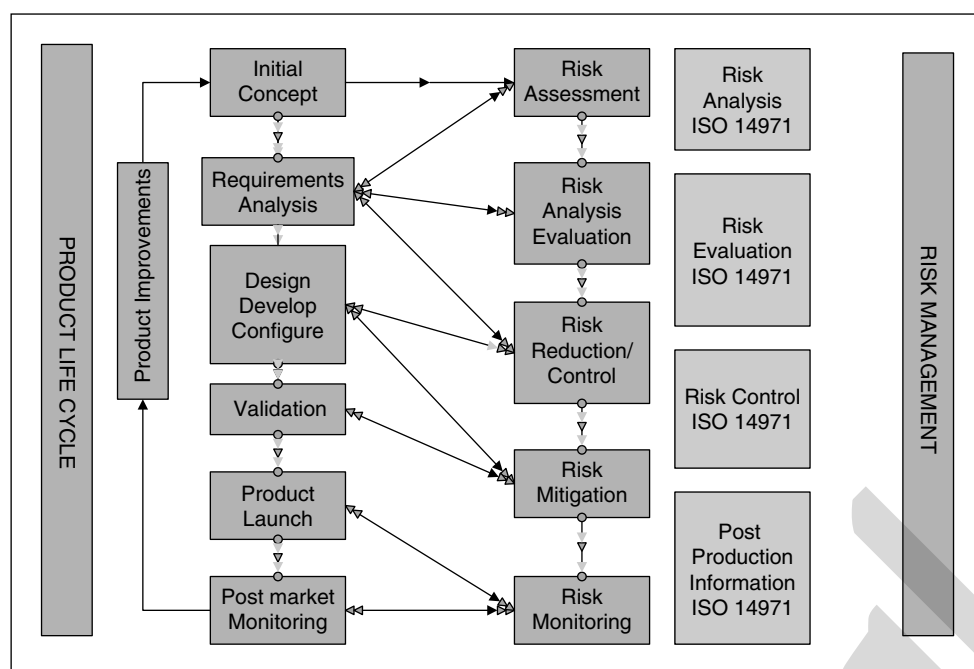 PRODUCT LIFE CYCLE
Product Improvements
Initial
Concept
Requirements
Analysis
Design
Develop
Configure
Validation
Product
Launch
Post market
Monitoring
Risk
Assessment
Risk
Analysis
Evaluation
Risk
Reduction/
Control
Risk
Mitigation
Risk
Monitoring
Risk
Analysis
ISO 14971
Risk
Evaluation
ISO 14971
Risk Control
ISO 14971
Post
Production
Information
ISO 14971
RISK MANAGEMENT